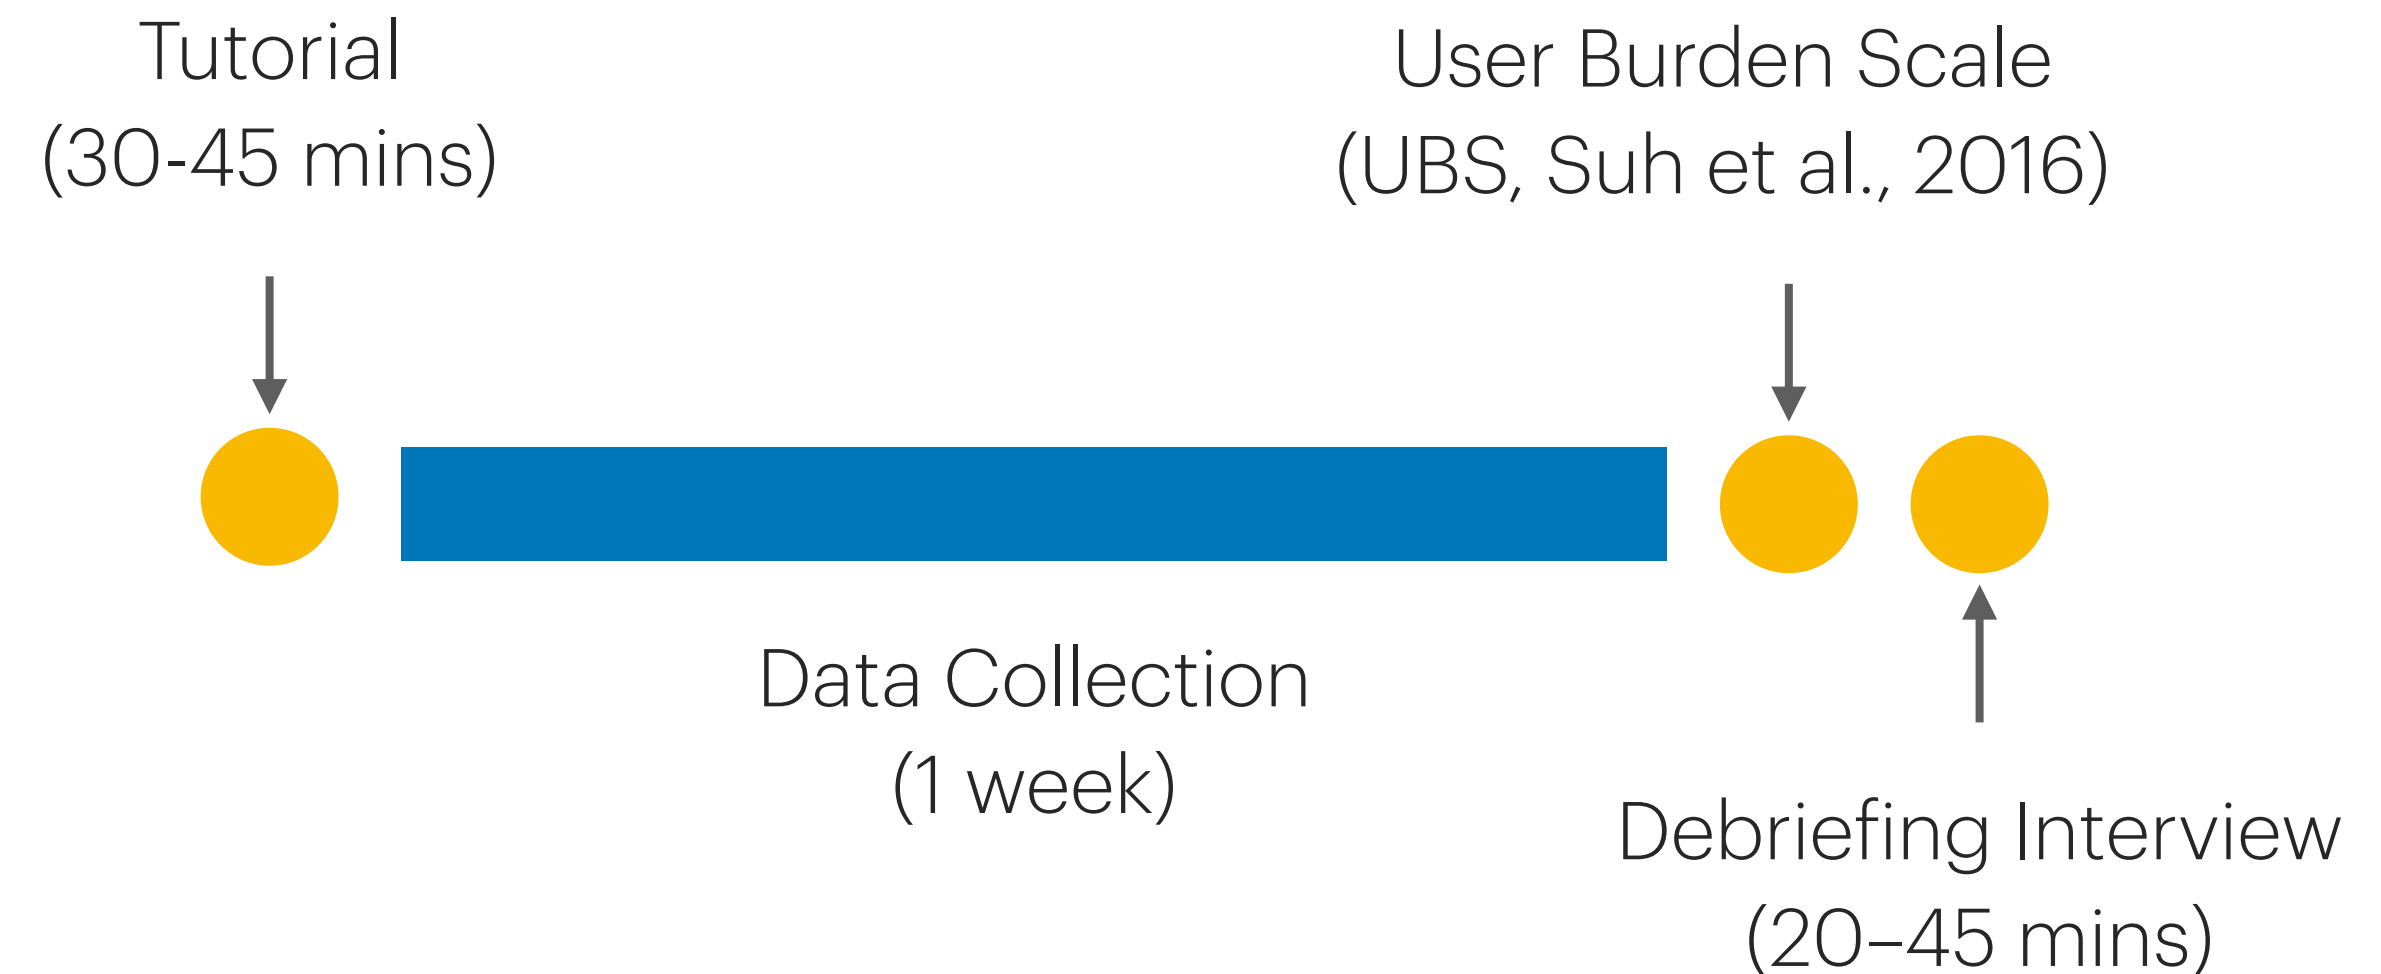 Tutorial
(30-45 mins)
User Burden Scale
(UBS, Suh et al., 2016)
Data Collection
(1 week)
Debriefing Interview
(20–45 mins)